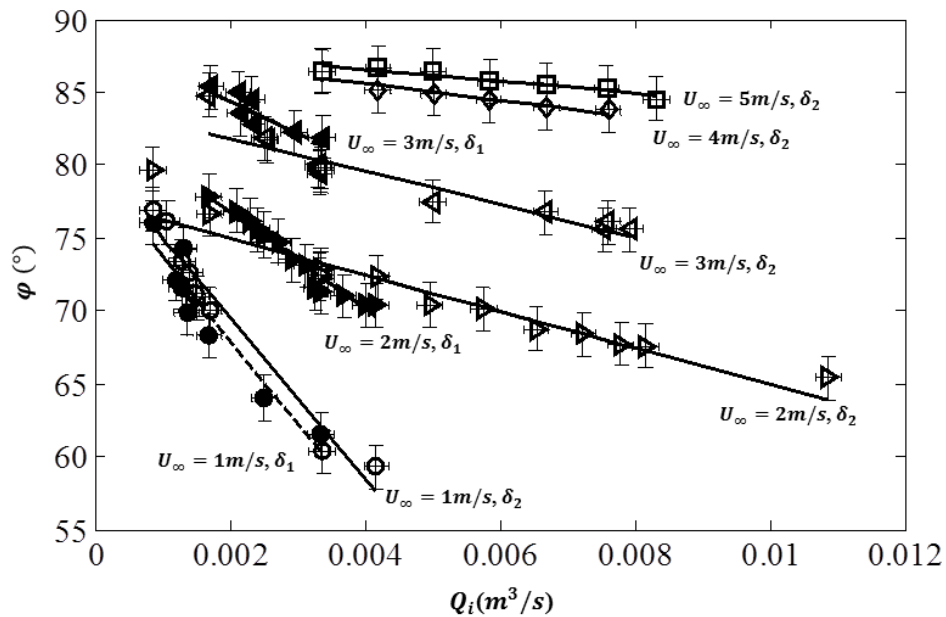 90
85
80
75
70
65
60
55
φ (°)
U∞ = 5m/s, δ2
U∞ = 4m/s, δ2
U∞ = 3m/s, δ1
U∞ = 3m/s, δ2
U∞ = 2m/s, δ1
U∞ = 2m/s, δ2
U∞ = 1m/s, δ1
U∞ = 1m/s, δ2
0 0.002 0.004 0.006 0.008 0.01 0.012
Qi(m³/s)